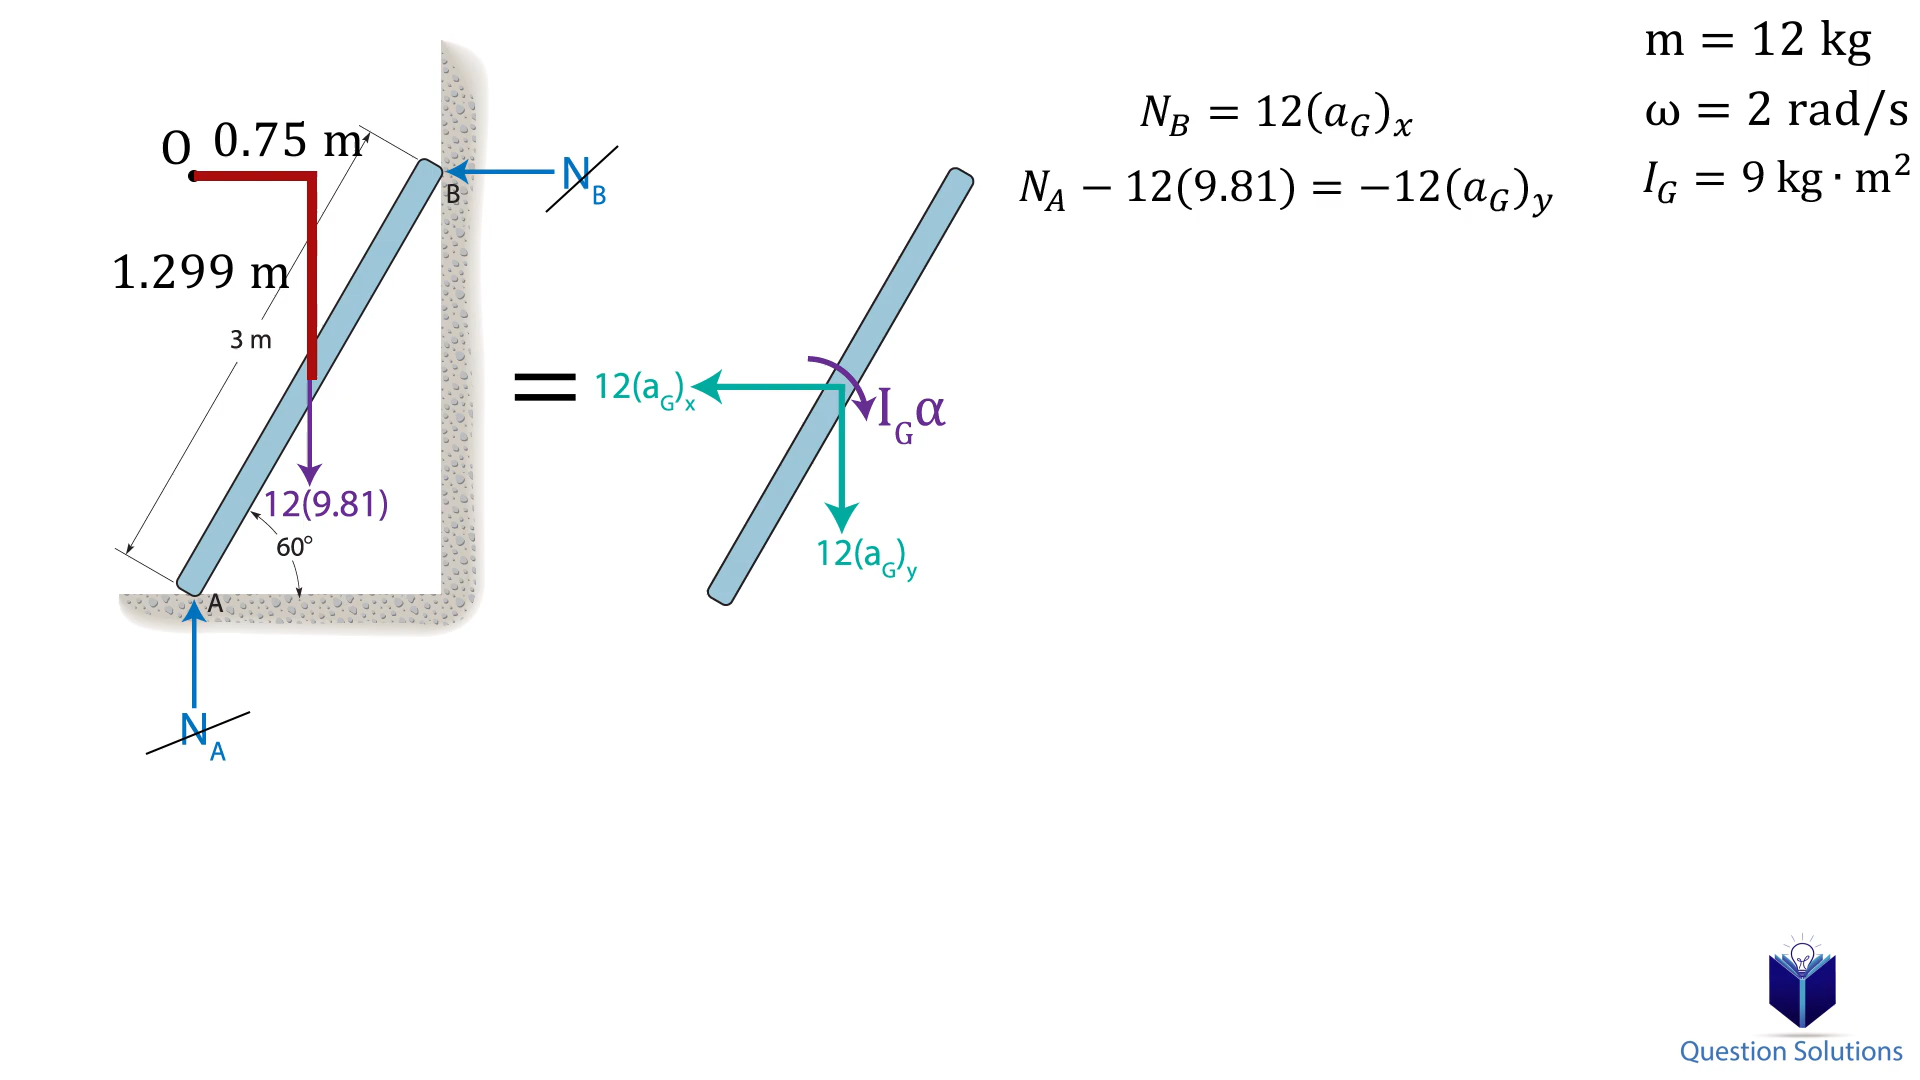 m = 12 kg
ω = 2 rad/s
I_G = 9 kg · m²
N_B = 12(a_G)_x
N_A − 12(9.81) = −12(a_G)_y
O 0.75 m
N_B
B
1.299 m
3 m
12(9.81)
60°
A
N_A
=
12(a_G)_x
I_Gα
12(a_G)_y
Question Solutions